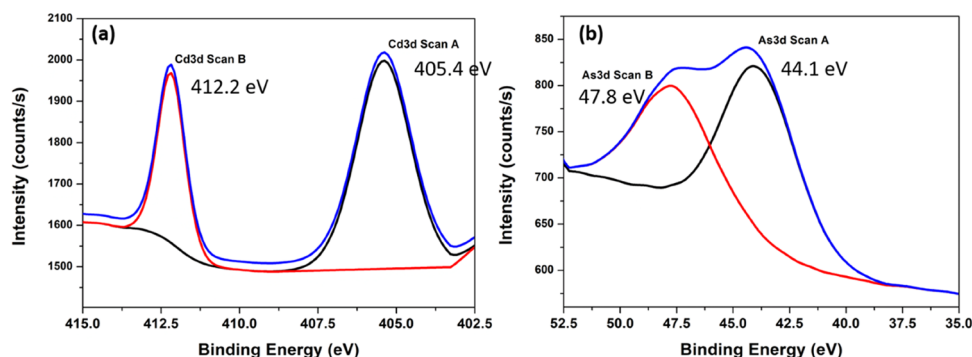 (a)
Cd3d Scan B
412.2 eV
Cd3d Scan A
405.4 eV
2100
2000
1900
1800
1700
1600
1500
1400
415.0 412.5 410.0 407.5 405.0 402.5
Intensity (counts/s)
Binding Energy (eV)
(b)
As3d Scan A
44.1 eV
As3d Scan B
47.8 eV
850
800
750
700
650
600
52.5 50.0 47.5 45.0 42.5 40.0 37.5 35.0
Intensity (counts/s)
Binding Energy (eV)